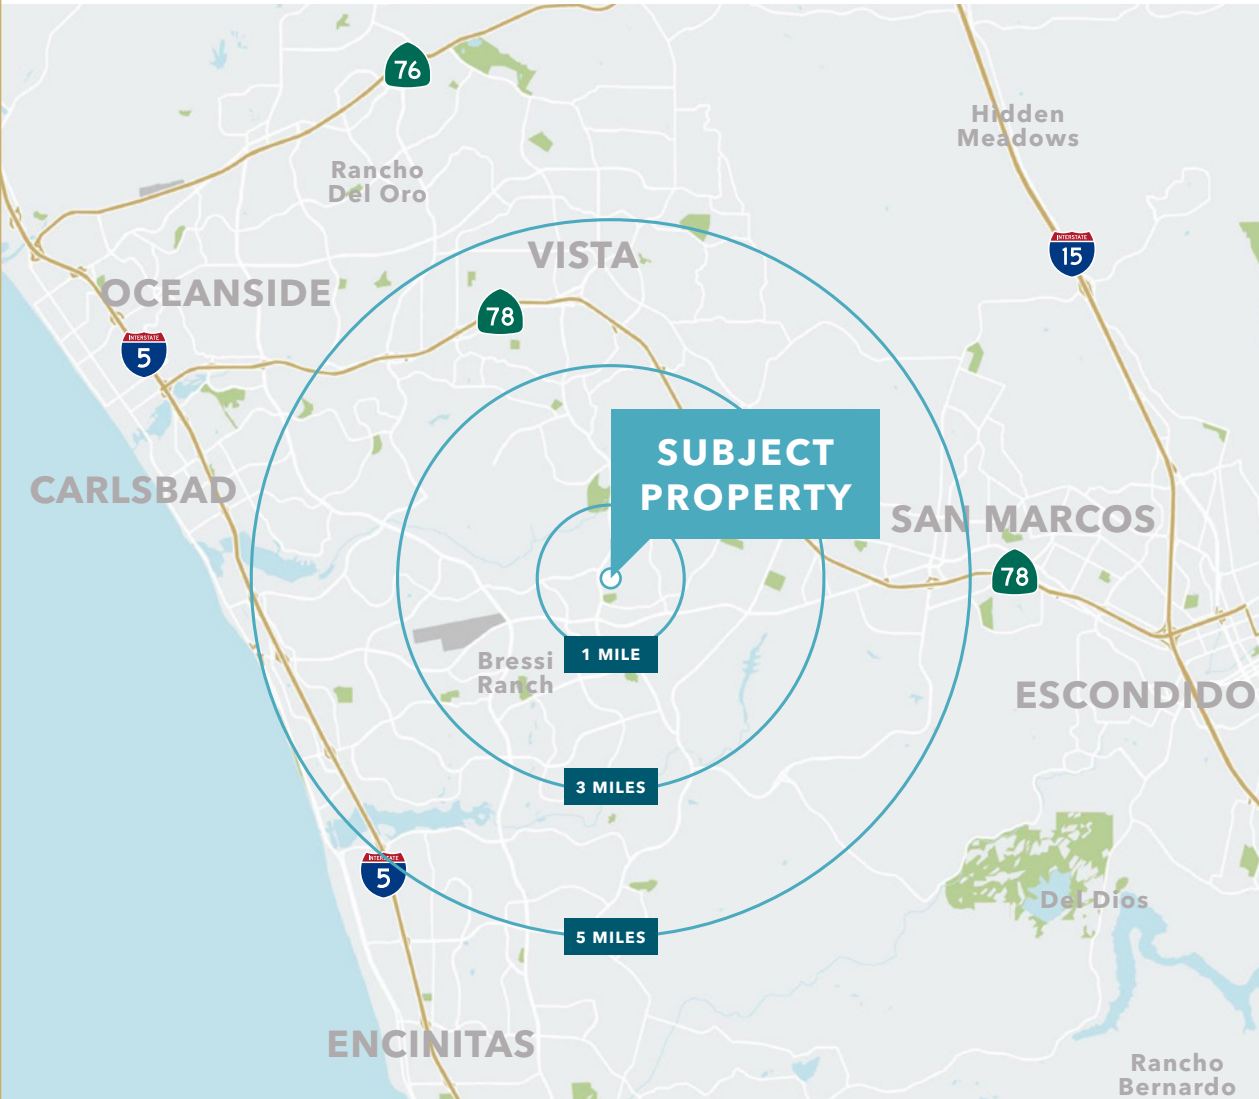 76
Hidden
Meadows
Rancho
Del Oro
VISTA
INTERSTATE
15
OCEANSIDE
78
INTERSTATE
5
SUBJECT
PROPERTY
CARLSBAD
SAN MARCOS
78
1 MILE
Bressi
Ranch
ESCONDIDO
3 MILES
INTERSTATE
5
Del Dios
5 MILES
ENCINITAS
Rancho
Bernardo